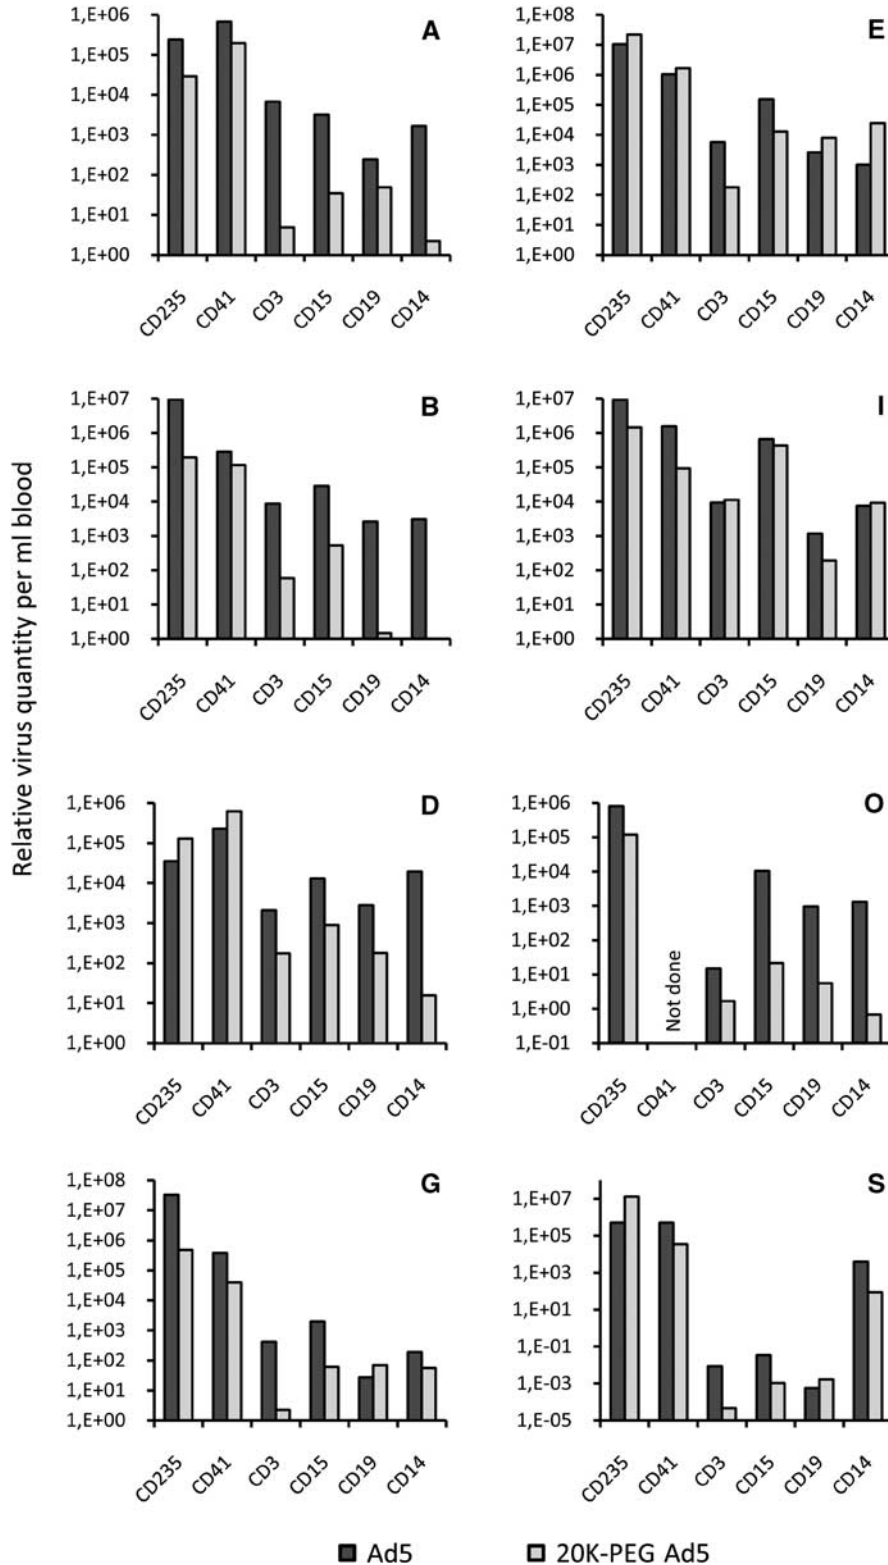 Relative virus quantity per ml blood
A
1,E+06
1,E+05
1,E+04
1,E+03
1,E+02
1,E+01
1,E+00
CD235 CD41 CD3 CD15 CD19 CD14
E
1,E+08
1,E+07
1,E+06
1,E+05
1,E+04
1,E+03
1,E+02
1,E+01
1,E+00
CD235 CD41 CD3 CD15 CD19 CD14
B
1,E+07
1,E+06
1,E+05
1,E+04
1,E+03
1,E+02
1,E+01
1,E+00
CD235 CD41 CD3 CD15 CD19 CD14
I
1,E+07
1,E+06
1,E+05
1,E+04
1,E+03
1,E+02
1,E+01
1,E+00
CD235 CD41 CD3 CD15 CD19 CD14
D
1,E+06
1,E+05
1,E+04
1,E+03
1,E+02
1,E+01
1,E+00
CD235 CD41 CD3 CD15 CD19 CD14
O
1,E+06
1,E+05
1,E+04
1,E+03
1,E+02
1,E+01
1,E+00
1,E-01
Not done
CD235 CD41 CD3 CD15 CD19 CD14
G
1,E+08
1,E+07
1,E+06
1,E+05
1,E+04
1,E+03
1,E+02
1,E+01
1,E+00
CD235 CD41 CD3 CD15 CD19 CD14
S
1,E+07
1,E+05
1,E+03
1,E+01
1,E-01
1,E-03
1,E-05
CD235 CD41 CD3 CD15 CD19 CD14
Ad5 20K-PEG Ad5